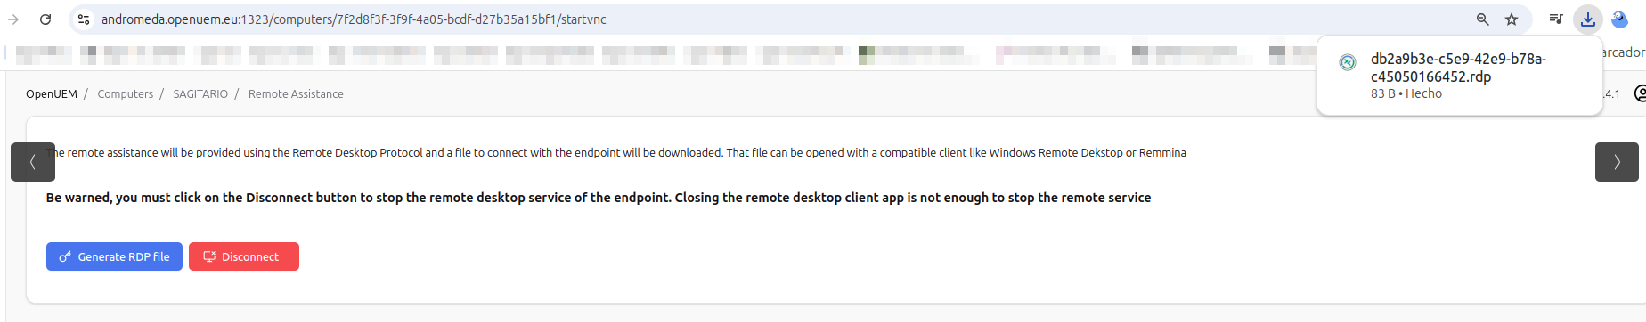 andromeda.openuem.eu:1323/computers/7f2d8f3f-3f9f-4a05-bcdf-d27b35a15bf1/startvnc
arcador
db2a9b3e-c5e9-42e9-b78a-
c45050166452.rdp
83 B • Hecho
OpenUEM / Computers / SAGITARIO / Remote Assistance
.4.1
The remote assistance will be provided using the Remote Desktop Protocol and a file to connect with the endpoint will be downloaded. That file can be opened with a compatible client like Windows Remote Dekstop or Remmina
Be warned, you must click on the Disconnect button to stop the remote desktop service of the endpoint. Closing the remote desktop client app is not enough to stop the remote service
Generate RDP file
Disconnect